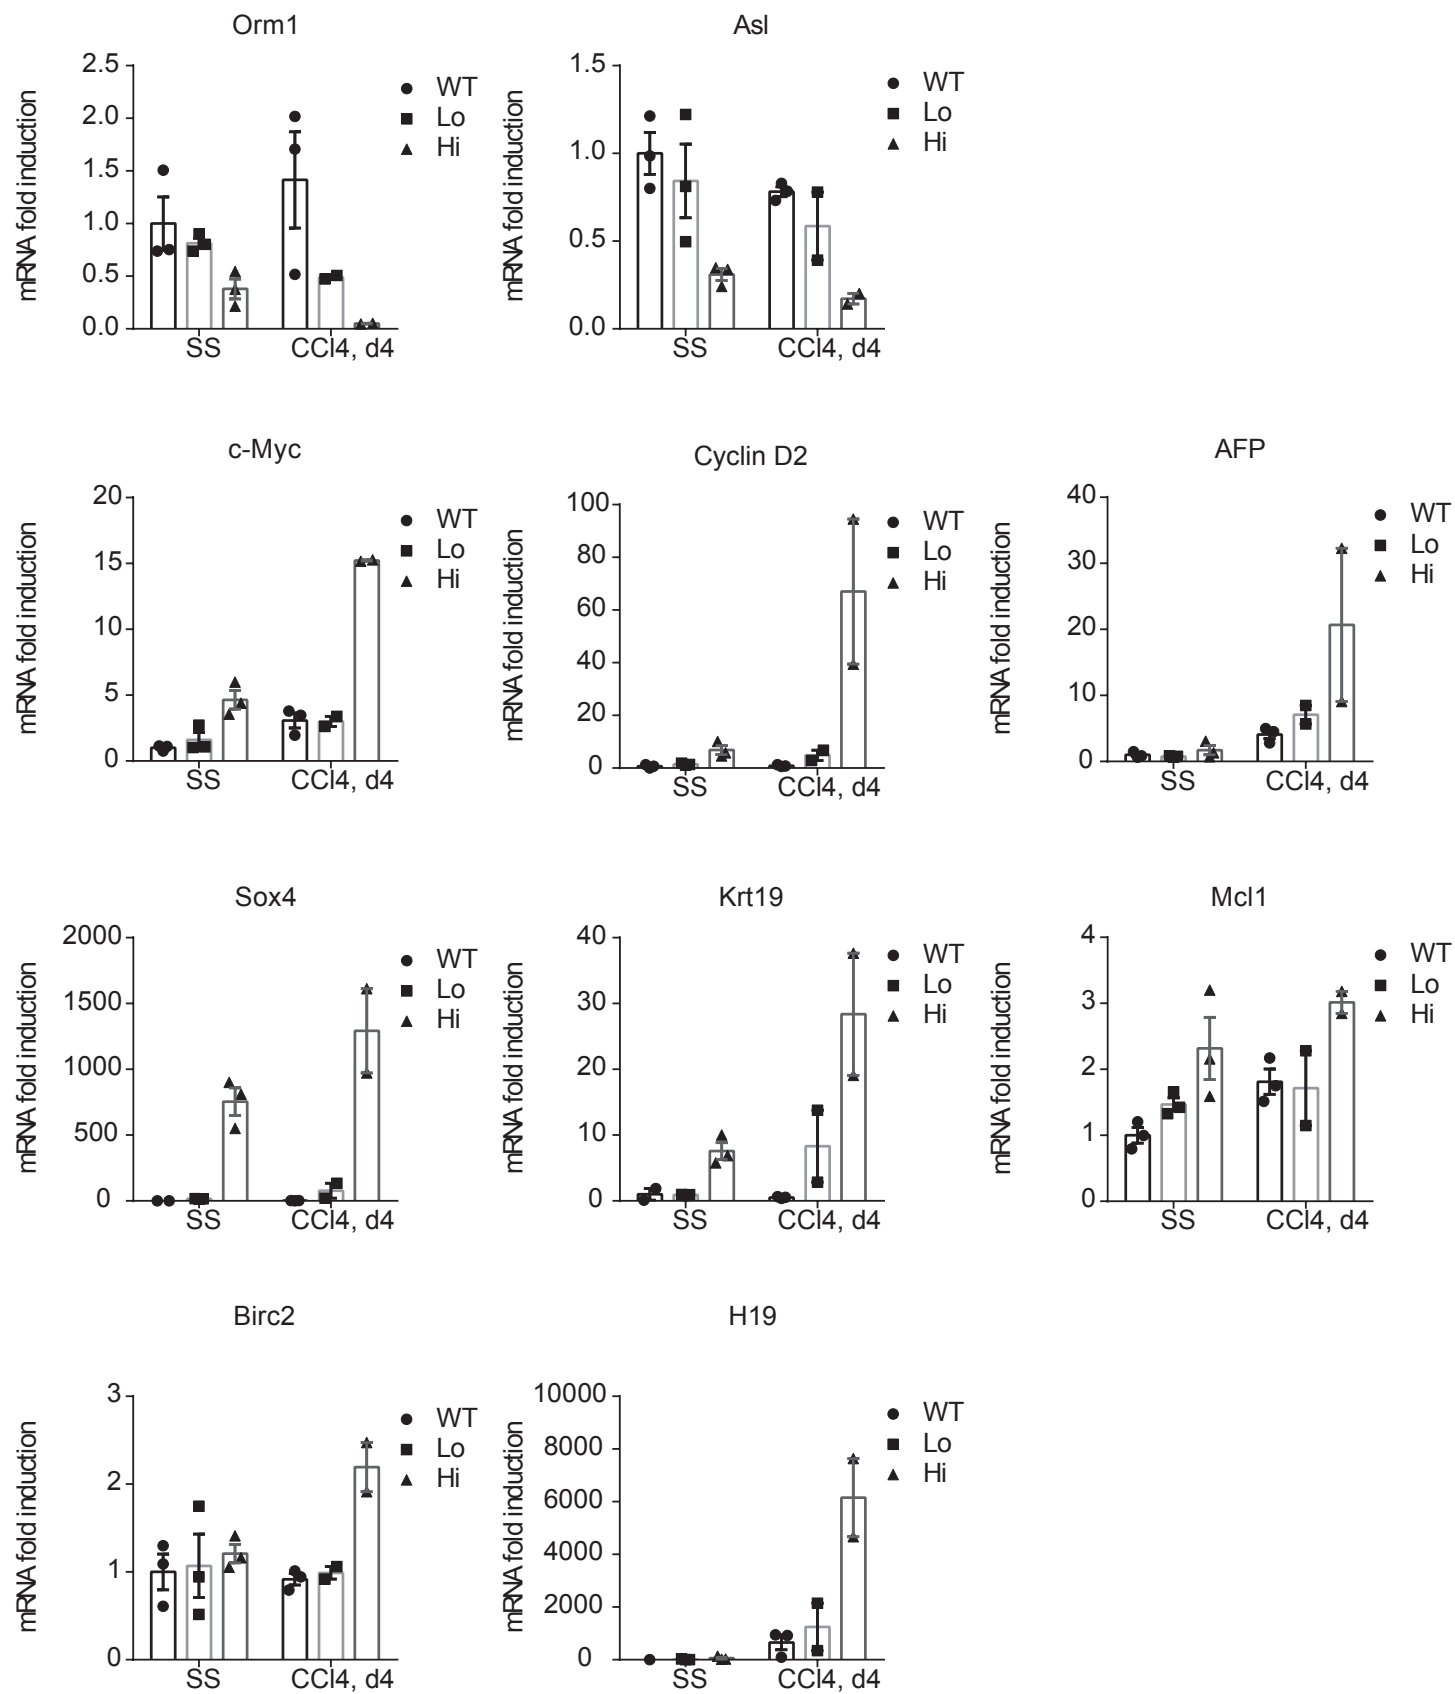 Orm1
mRNA fold induction
2.5
2.0
1.5
1.0
0.5
0.0
SS
CCl4, d4
WT
Lo
Hi
Asl
mRNA fold induction
1.5
1.0
0.5
0.0
SS
CCl4, d4
WT
Lo
Hi
c-Myc
mRNA fold induction
20
15
10
5
0
SS
CCl4, d4
WT
Lo
Hi
Cyclin D2
mRNA fold induction
100
80
60
40
20
0
SS
CCl4, d4
WT
Lo
Hi
AFP
mRNA fold induction
40
30
20
10
0
SS
CCl4, d4
WT
Lo
Hi
Sox4
mRNA fold induction
2000
1500
1000
500
0
SS
CCl4, d4
WT
Lo
Hi
Krt19
mRNA fold induction
40
30
20
10
0
SS
CCl4, d4
WT
Lo
Hi
Mcl1
mRNA fold induction
4
3
2
1
0
SS
CCl4, d4
WT
Lo
Hi
Birc2
mRNA fold induction
3
2
1
0
SS
CCl4, d4
WT
Lo
Hi
H19
mRNA fold induction
10000
8000
6000
4000
2000
0
SS
CCl4, d4
WT
Lo
Hi